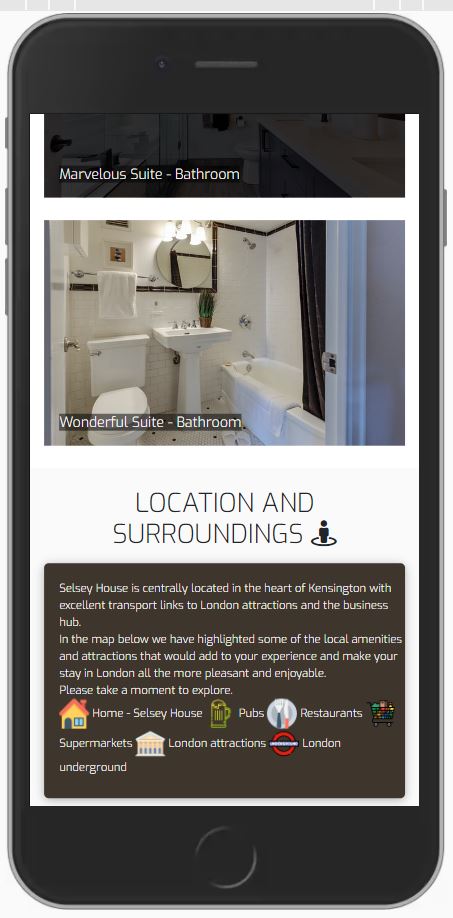 Marvelous Suite - Bathroom
Wonderful Suite - Bathroom
LOCATION AND
SURROUNDINGS
Selsey House is centrally located in the heart of Kensington with
excellent transport links to London attractions and the business
hub.
In the map below we have highlighted some of the local amenities
and attractions that would add to your experience and make your
stay in London all the more pleasant and enjoyable.
Please take a moment to explore.
Home - Selsey House Pubs Restaurants
Supermarkets London attractions UNDERGROUND London
underground